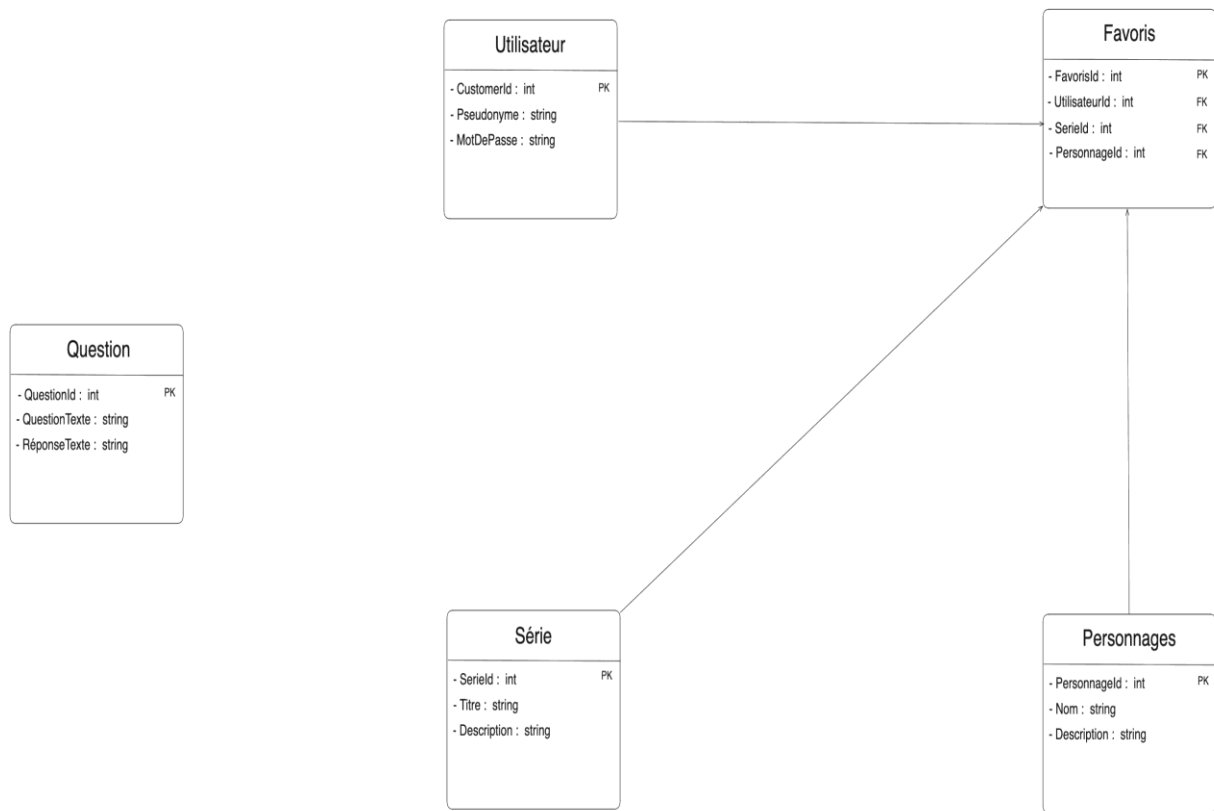 Utilisateur
- CustomerId : int PK
- Pseudonyme : string
- MotDePasse : string
Favoris
- FavorisId : int PK
- UtilisateurId : int FK
- SerieId : int FK
- PersonnageId : int FK
Question
- QuestionId : int PK
- QuestionTexte : string
- RéponseTexte : string
Série
- SerieId : int PK
- Titre : string
- Description : string
Personnages
- PersonnageId : int PK
- Nom : string
- Description : string